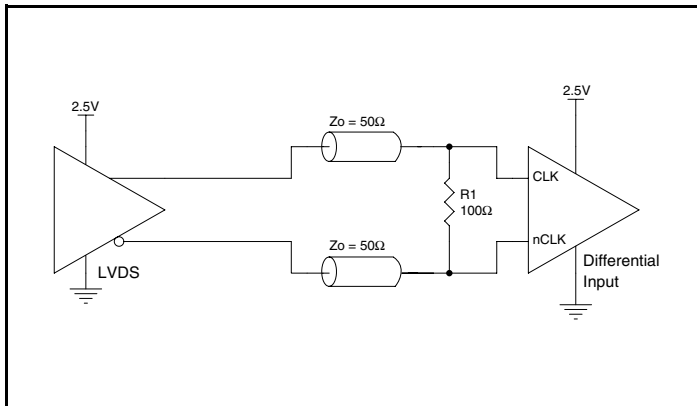 2.5V
2.5V
Zo = 50Ω
CLK
R1
100Ω
Zo = 50Ω
nCLK
LVDS
Differential
Input